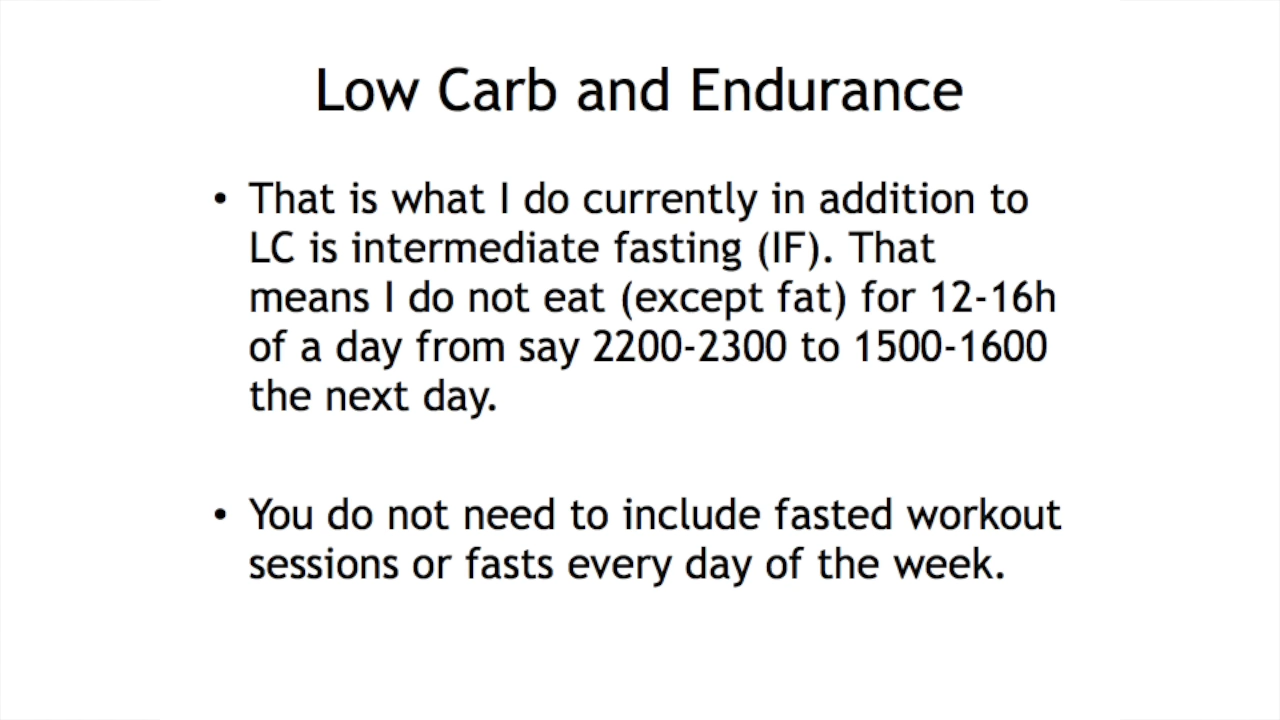 Low Carb and Endurance
• That is what I do currently in addition to
LC is intermediate fasting (IF). That
means I do not eat (except fat) for 12-16h
of a day from say 2200-2300 to 1500-1600
the next day.
• You do not need to include fasted workout
sessions or fasts every day of the week.